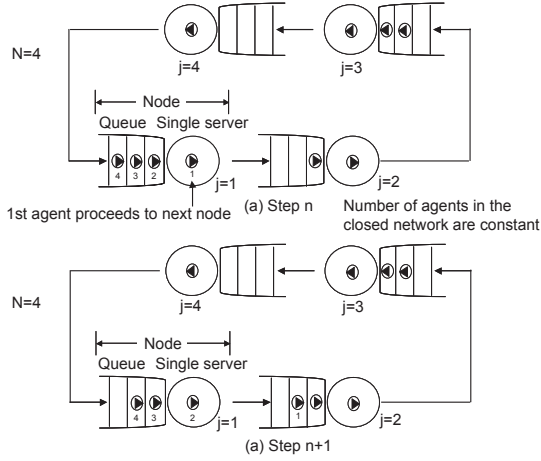 N=4
j=4
j=3
Node
Queue Single server
4 3 2 1
j=1
j=2
1st agent proceeds to next node
(a) Step n
Number of agents in the
closed network are constant
N=4
j=4
j=3
Node
Queue Single server
4 3 2
j=1
1
j=2
(a) Step n+1